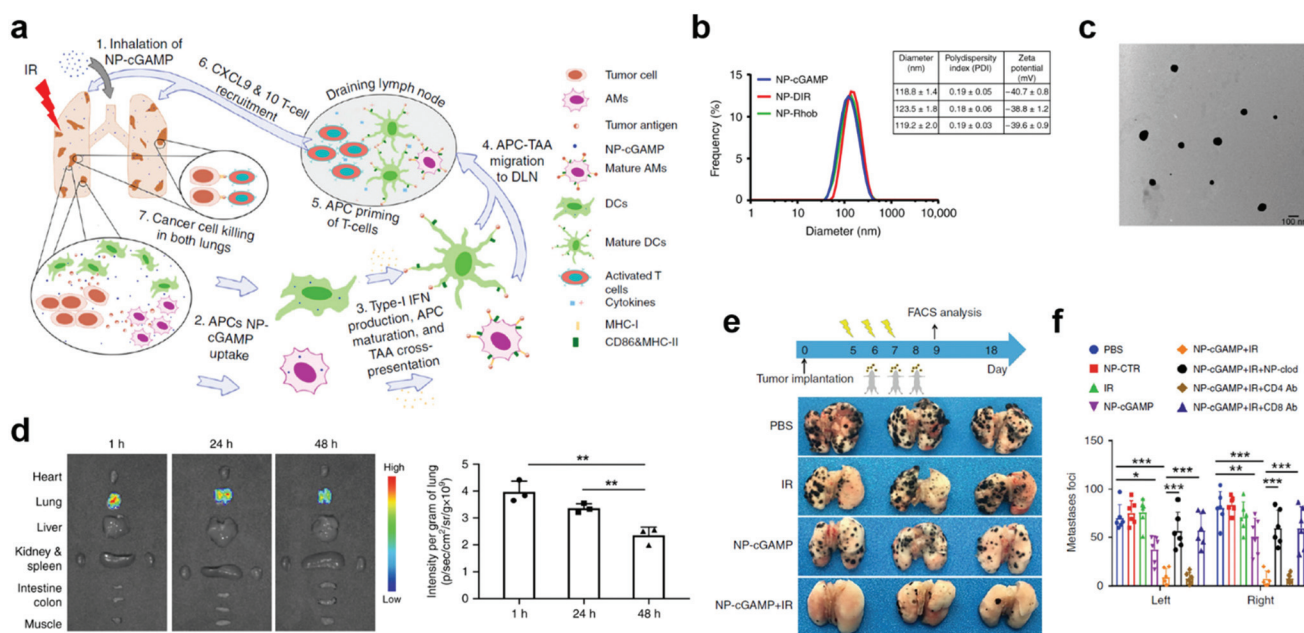 a
1. Inhalation of
NP-cGAMP
IR
6. CXCL9 & 10 T-cell
recruitment
Draining lymph node
4. APC-TAA
migration
to DLN
5. APC priming
of T-cells
7. Cancer cell killing
in both lungs
2. APCs NP-
cGAMP
uptake
3. Type-I IFN
production, APC
maturation, and
TAA cross-
presentation
Tumor cell
AMs
Tumor antigen
NP-cGAMP
Mature AMs
DCs
Mature DCs
Activated T
cells
Cytokines
MHC-I
CD86&MHC-II
b
NP-cGAMP
NP-DIR
NP-Rhob
Frequency (%)
15
10
5
0
1 10 100 1000 10,000
Diameter (nm)
Diameter (nm) Polydispersity index (PDI) Zeta potential (mV)
118.8 ± 1.4 0.19 ± 0.05 −40.7 ± 0.8
123.5 ± 1.8 0.18 ± 0.06 −38.8 ± 1.2
119.2 ± 2.0 0.19 ± 0.03 −39.6 ± 0.9
c
100 nm
d
1 h 24 h 48 h
Heart
Lung
Liver
Kidney &
spleen
Intestine
colon
Muscle
High
Low
Intensity per gram of lung
(p/sec/cm²/sr/g×10⁹)
5
4
3
2
1
0
**
**
1 h 24 h 48 h
e
FACS analysis
0 5 6 7 8 9 18
Day
Tumor implantation
PBS
IR
NP-cGAMP
NP-cGAMP+IR
f
PBS
NP-CTR
IR
NP-cGAMP
NP-cGAMP+IR
NP-cGAMP+IR+NP-clod
NP-cGAMP+IR+CD4 Ab
NP-cGAMP+IR+CD8 Ab
Metastases foci
150
100
50
0
***
*
***
***
***
**
***
***
Left Right